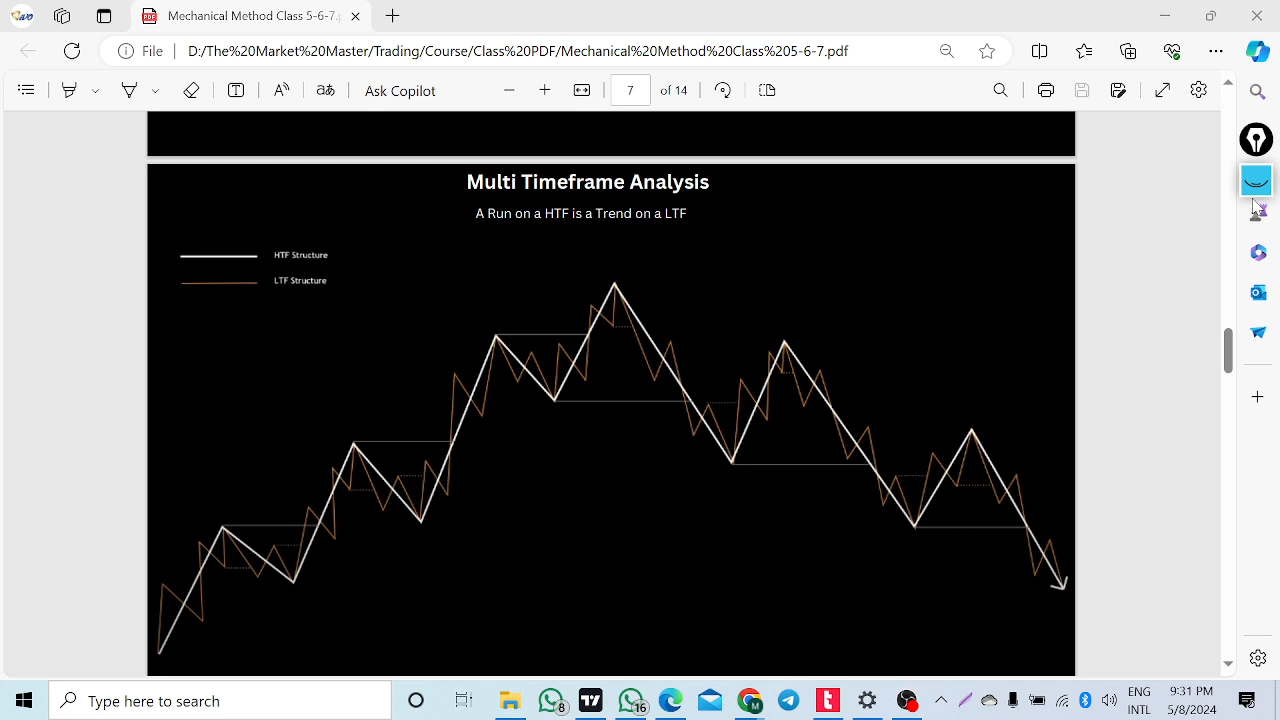 Mechanical Method Class 5-6-7.
File
D:/The%20Market%20Master/Trading/Course/Class%20PDF/Mechanical%20Method%20Class%205-6-7.pdf
Ask Copilot
7
of 14
Multi Timeframe Analysis
A Run on a HTF is a Trend on a LTF
HTF Structure
LTF Structure
Type here to search
8
16
ENG
INTL
9:31 PM
5/8/2024